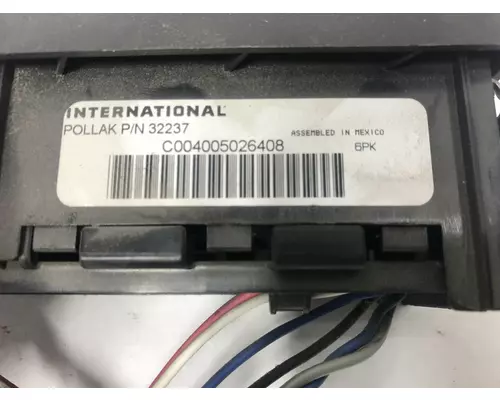 INTERNATIONAL
POLLAK P/N 32237
ASSEMBLED IN MEXICO
C004005026408 6PK